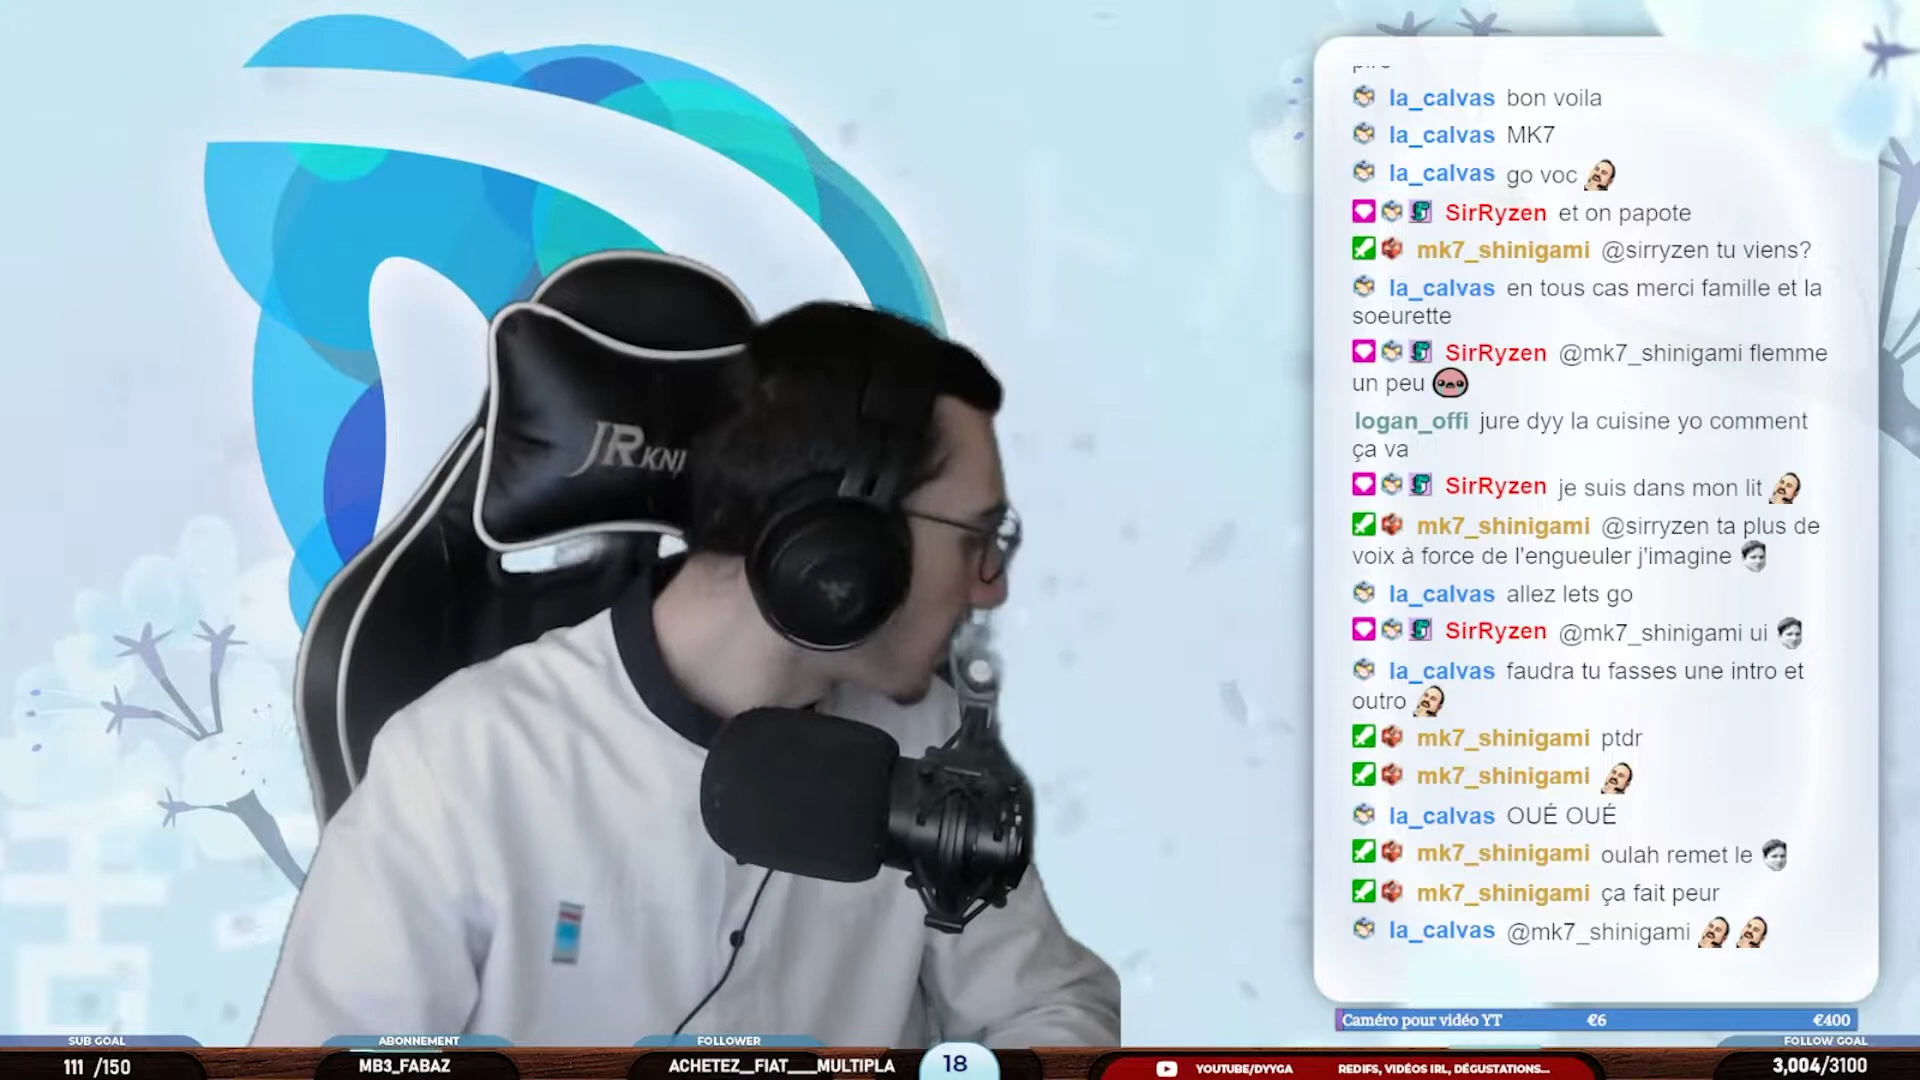 la_calvas bon voila
la_calvas MK7
la_calvas go voc
SirRyzen et on papote
mk7_shinigami @sirryzen tu viens?
la_calvas en tous cas merci famille et la
soeurette
SirRyzen @mk7_shinigami flemme
un peu
logan_offi jure dyy la cuisine yo comment
ça va
SirRyzen je suis dans mon lit
mk7_shinigami @sirryzen ta plus de
voix à force de l'engueuler j'imagine
la_calvas allez lets go
SirRyzen @mk7_shinigami ui
la_calvas faudra tu fasses une intro et
outro
mk7_shinigami ptdr
mk7_shinigami
la_calvas OUÉ OUÉ
mk7_shinigami oulah remet le
mk7_shinigami ça fait peur
la_calvas @mk7_shinigami
JR KNI
Caméro pour vidéo YT €6 €400
SUB GOAL
111 /150
ABONNEMENT
MB3_FABAZ
FOLLOWER
ACHETEZ__FIAT___MULTIPLA
18
YOUTUBE/DYYGA
REDIFS, VIDÉOS IRL, DÉGUSTATIONS...
FOLLOW GOAL
3,004/3100